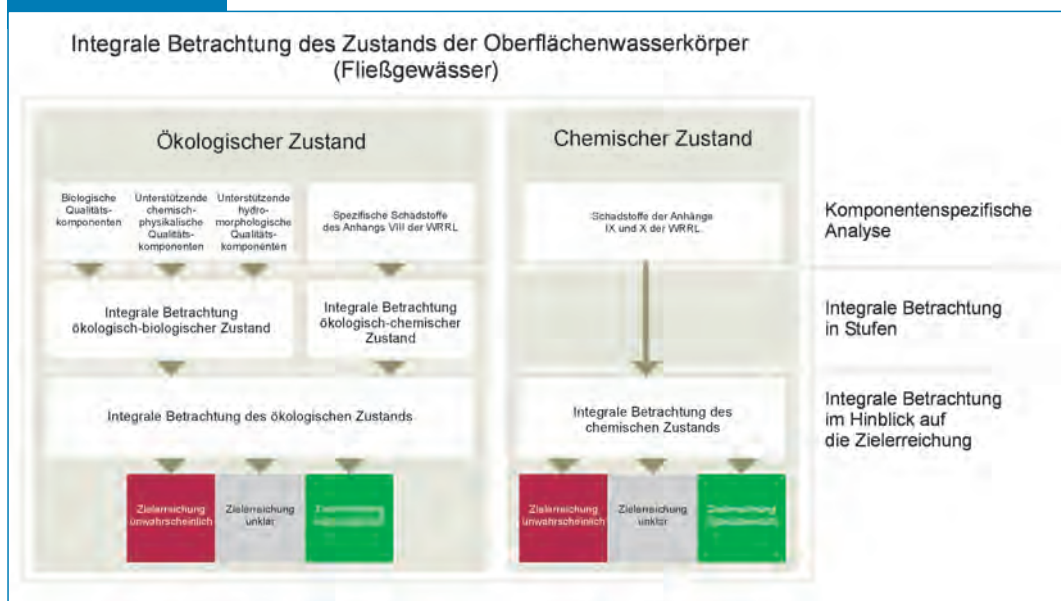 Integrale Betrachtung des Zustands der Oberflächenwasserkörper
(Fließgewässer)
Ökologischer Zustand
Biologische
Qualitäts-
komponenten
Unterstützende
chemisch-
physikalische
Qualitäts-
komponenten
Unterstützende
hydro-
morphologische
Qualitäts-
komponenten
Spezifische Schadstoffe
des Anhangs VIII der WRRL
Integrale Betrachtung
ökologisch-biologischer Zustand
Integrale Betrachtung
ökologisch-chemischer
Zustand
Integrale Betrachtung des ökologischen Zustands
Zielerreichung
unwahrscheinlich
Zielerreichung
unklar
Chemischer Zustand
Schadstoffe der Anhänge
IX und X der WRRL
Integrale Betrachtung des
chemischen Zustands
Zielerreichung
unwahrscheinlich
Zielerreichung
unklar
Zielerreichung
Komponentenspezifische
Analyse
Integrale Betrachtung
in Stufen
Integrale Betrachtung
im Hinblick auf
die Zielerreichung